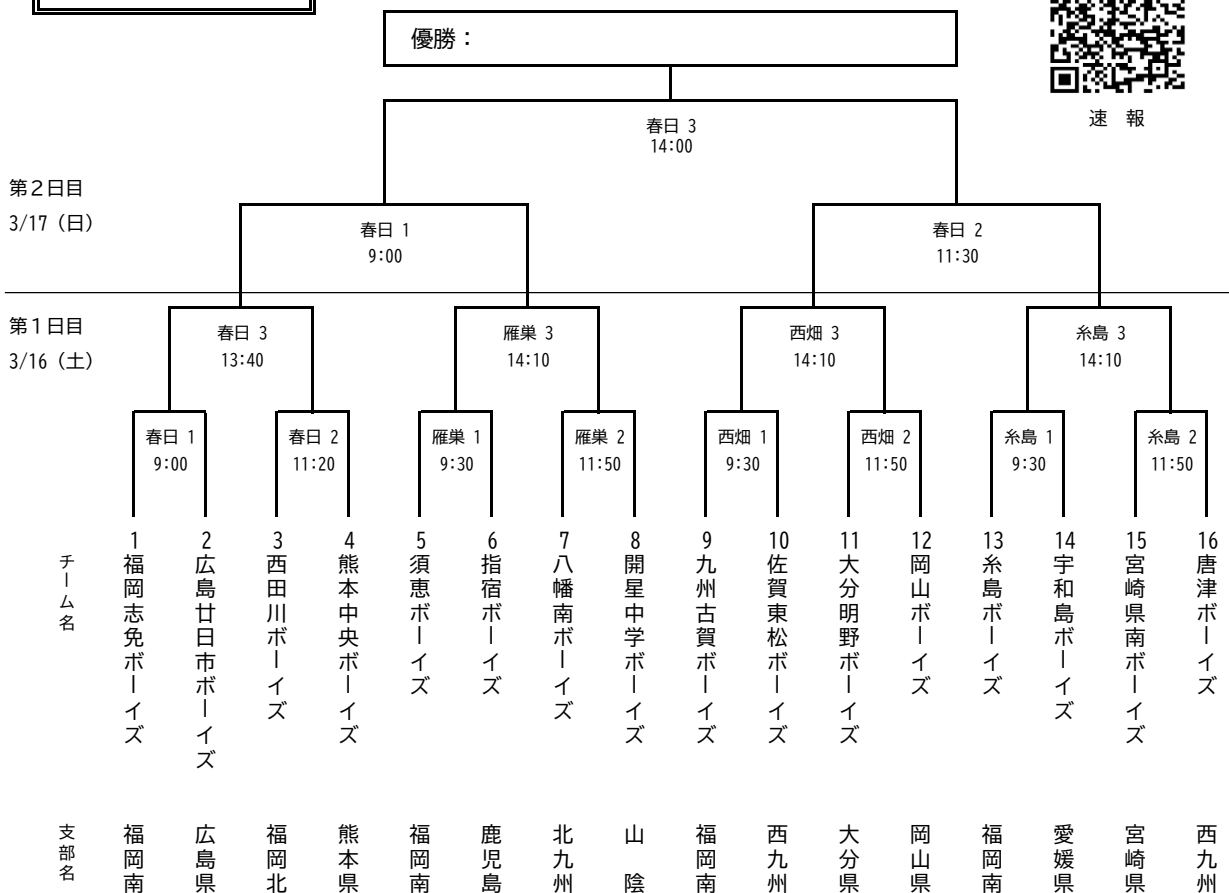 優勝：
速 報
春日 3
14:00
第２日目
3/17（日）
春日 1
9:00
春日 2
11:30
第１日目
3/16（土）
春日 3
13:40
雁巣 3
14:10
西畑 3
14:10
糸島 3
14:10
春日 1
9:00
春日 2
11:20
雁巣 1
9:30
雁巣 2
11:50
西畑 1
9:30
西畑 2
11:50
糸島 1
9:30
糸島 2
11:50
チーム名
1 福岡志免ボーイズ
2 広島廿日市ボーイズ
3 西田川ボーイズ
4 熊本中央ボーイズ
5 須恵ボーイズ
6 指宿ボーイズ
7 八幡南ボーイズ
8 開星中学ボーイズ
9 九州古賀ボーイズ
10 佐賀東松ボーイズ
11 大分明野ボーイズ
12 岡山ボーイズ
13 糸島ボーイズ
14 宇和島ボーイズ
15 宮崎県南ボーイズ
16 唐津ボーイズ
支部名
福岡南
広島県
福岡北
熊本県
福岡南
鹿児島
北九州
山 陰
福岡南
西九州
大分県
岡山県
福岡南
愛媛県
宮崎県
西九州